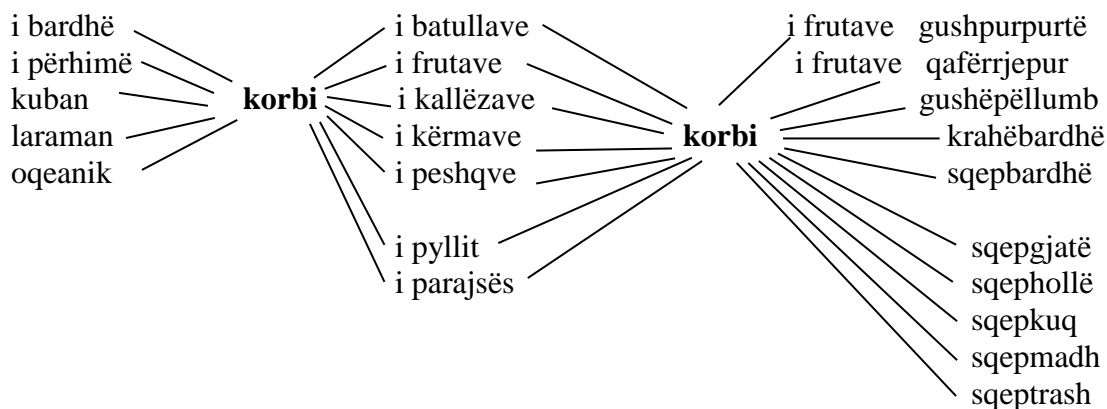 i bardhë i batullave i frutave gushpurpurtë
i përhimë i frutave i frutave qafërrjepur
kuban korbi i kallëzave gushëpëllumb
laraman i kërmave korbi krahëbardhë
oqeanik i peshqve sqepbardhë
i pyllit sqepgjatë
i parajsës sqephollë
sqepkuq
sqepmadh
sqeptrash